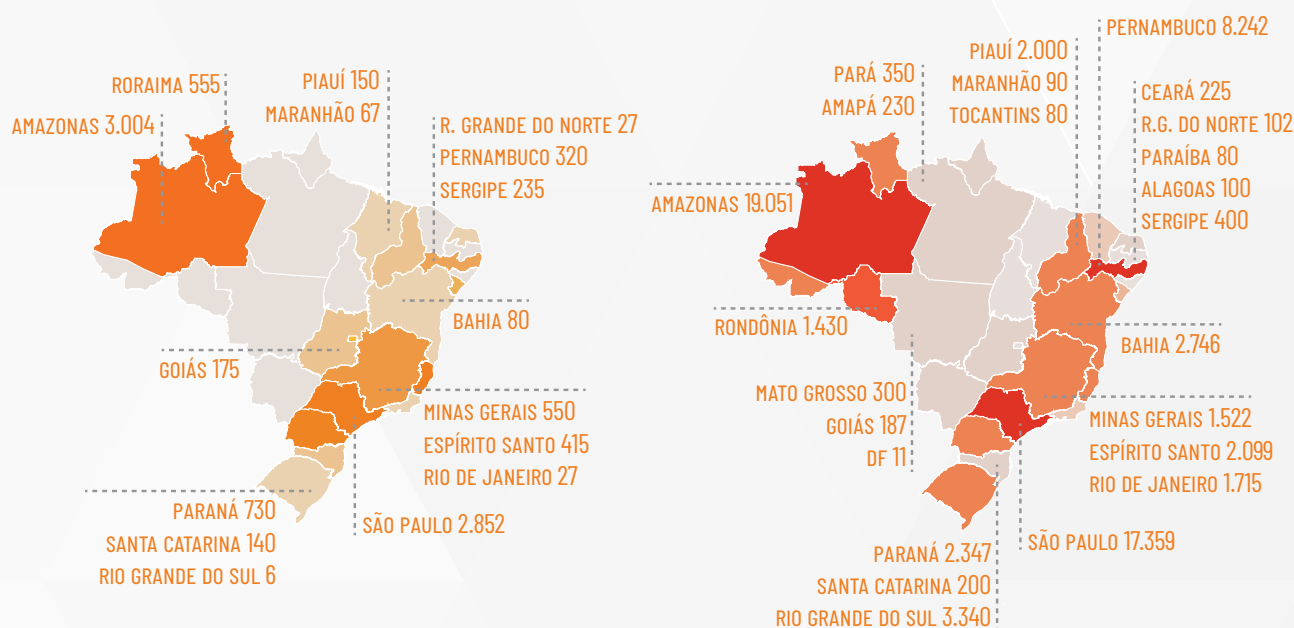 RORAIMA 555
AMAZONAS 3.004
PIAUÍ 150
MARANHÃO 67
R. GRANDE DO NORTE 27
PERNAMBUCO 320
SERGIPE 235
BAHIA 80
GOIÁS 175
MINAS GERAIS 550
ESPÍRITO SANTO 415
RIO DE JANEIRO 27
SÃO PAULO 2.852
PARANÁ 730
SANTA CATARINA 140
RIO GRANDE DO SUL 6
PERNAMBUCO 8.242
PIAUÍ 2.000
MARANHÃO 90
TOCANTINS 80
PARÁ 350
AMAPÁ 230
CEARÁ 225
R.G. DO NORTE 102
PARAÍBA 80
ALAGOAS 100
SERGIPE 400
AMAZONAS 19.051
RONDÔNIA 1.430
BAHIA 2.746
MATO GROSSO 300
GOIÁS 187
DF 11
MINAS GERAIS 1.522
ESPÍRITO SANTO 2.099
RIO DE JANEIRO 1.715
SÃO PAULO 17.359
PARANÁ 2.347
SANTA CATARINA 200
RIO GRANDE DO SUL 3.340